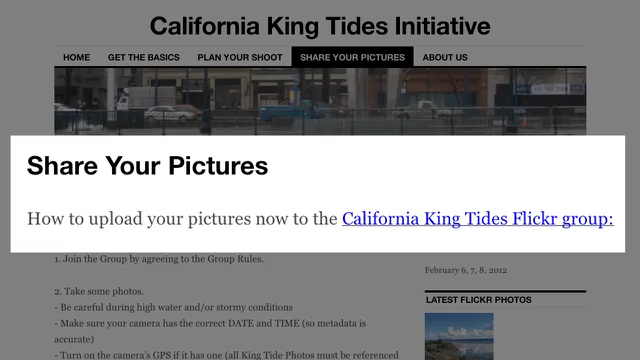 California King Tides Initiative
HOME GET THE BASICS PLAN YOUR SHOOT SHARE YOUR PICTURES ABOUT US
Share Your Pictures
How to upload your pictures now to the California King Tides Flickr group:
1. Join the Group by agreeing to the Group Rules.
February 6, 7, 8, 2012
2. Take some photos.
- Be careful during high water and/or stormy conditions
- Make sure your camera has the correct DATE and TIME (so metadata is
accurate)
- Turn on the camera's GPS if it has one (all King Tide Photos must be referenced
LATEST FLICKR PHOTOS